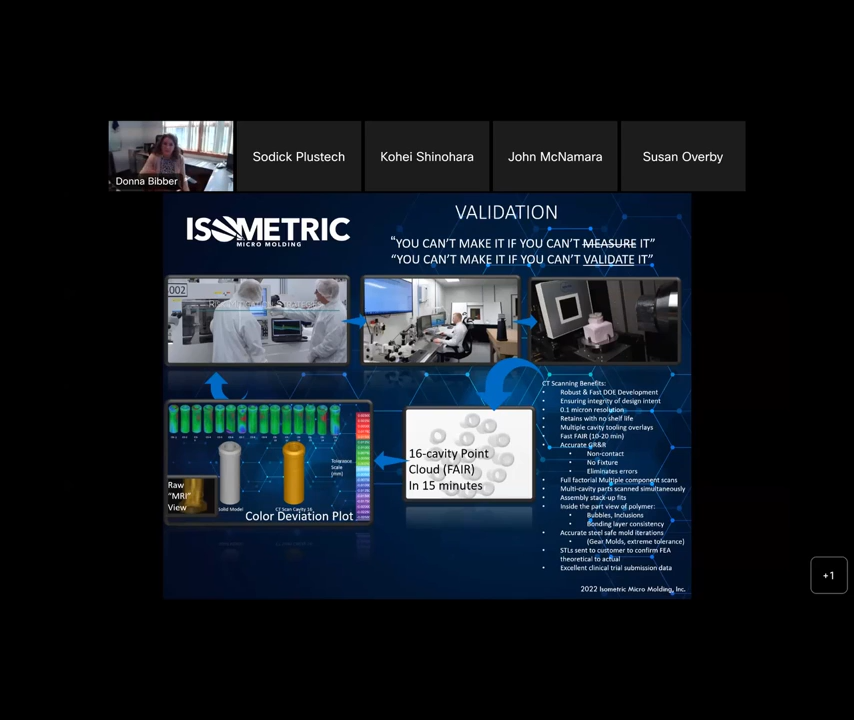 Donna Bibber
Sodick Plustech
Kohei Shinohara
John McNamara
Susan Overby
ISOMETRIC
MICRO MOLDING
VALIDATION
"YOU CAN'T MAKE IT IF YOU CAN'T MEASURE IT"
"YOU CAN'T MAKE IT IF YOU CAN'T VALIDATE IT"
002
CT Scanning Benefits:
• Robust & Fast DOE Development
• Ensuring integrity of design intent
• 0.1 micron resolution
• Retains with no shelf life
• Multiple cavity tooling overlays
• Fast FAIR (10-20 min)
• Accurate GR&R
• Non-contact
• No Fixture
• Eliminates errors
• Full factorial Multiple component scans
• Multi-cavity parts scanned simultaneously
• Assembly stack-up fits
• Inside the part view of polymer:
• Bubbles, Inclusions
• Bonding layer consistency
• Accurate steel safe mold iterations
• (Gear Molds, extreme tolerance)
• STLs sent to customer to confirm FEA
theoretical to actual
• Excellent clinical trial submission data
16-cavity Point
Cloud (FAIR)
In 15 minutes
Tolerance
Scale
(mm)
Raw
"MRI"
View
Solid Model
CT Scan Cavity 16
Color Deviation Plot
2022 Isometric Micro Molding, Inc.
+1